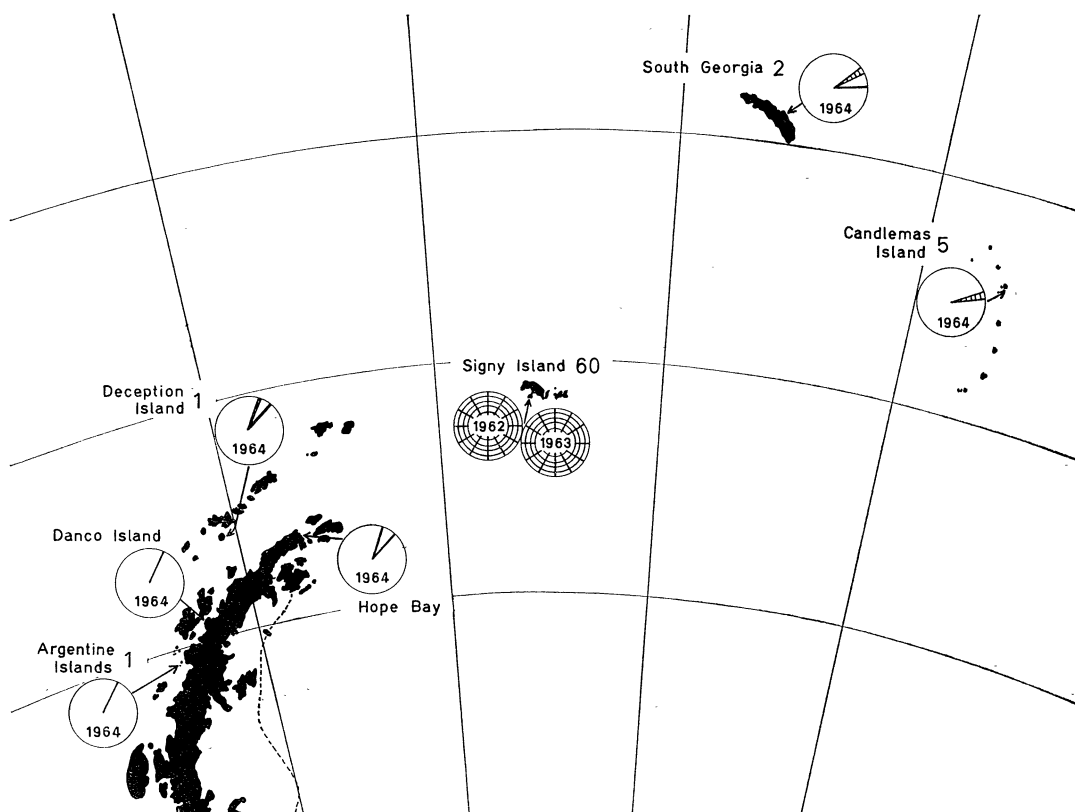 South Georgia 2
1964
Candlemas
Island 5
1964
Signy Island 60
1962
1963
Deception
Island 1
1964
Danco Island
1964
1964
Hope Bay
Argentine
Islands 1
1964